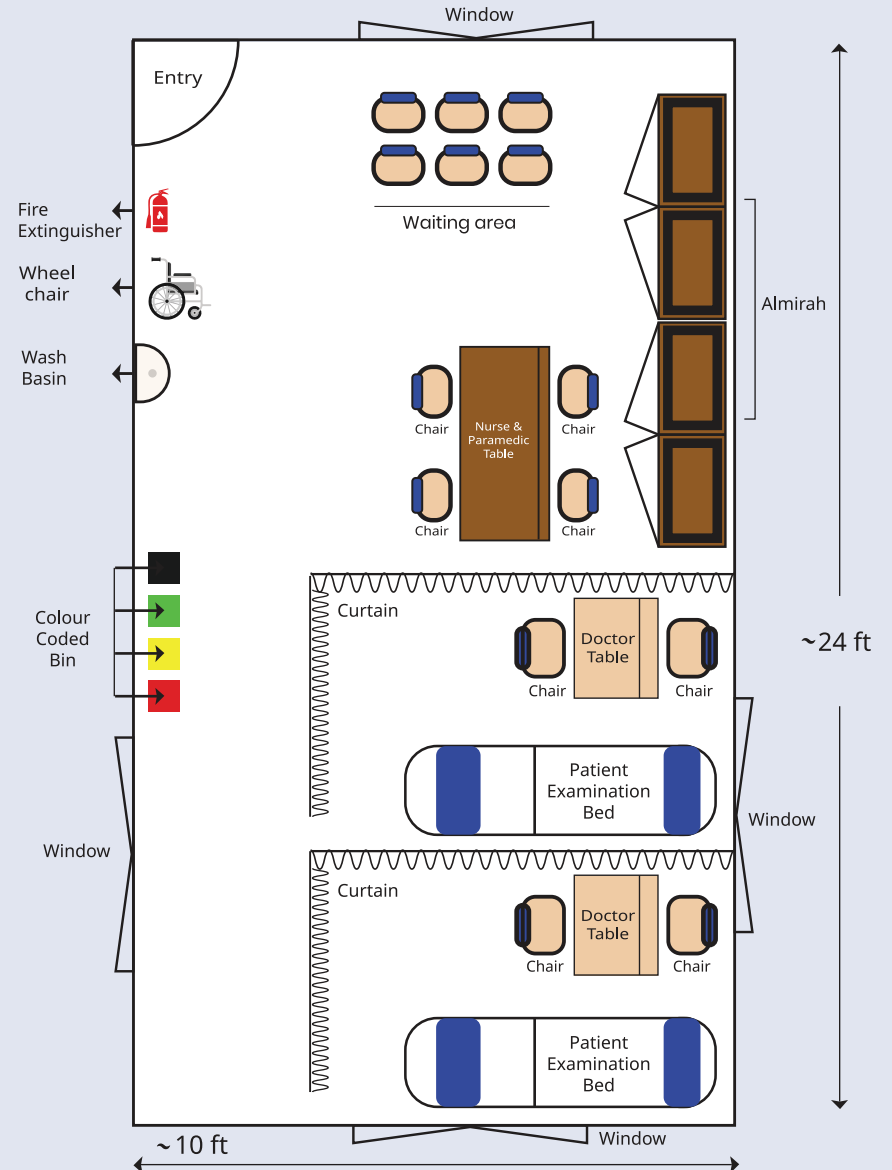 Window
Entry
Fire
Extinguisher
Waiting area
Wheel
chair
Almirah
Wash
Basin
Chair
Chair
Nurse &
Paramedic
Table
Chair
Chair
Colour
Coded
Bin
Curtain
Doctor
Table
Chair
Chair
~24 ft
Patient
Examination
Bed
Window
Window
Curtain
Doctor
Table
Chair
Chair
Patient
Examination
Bed
Window
~10 ft